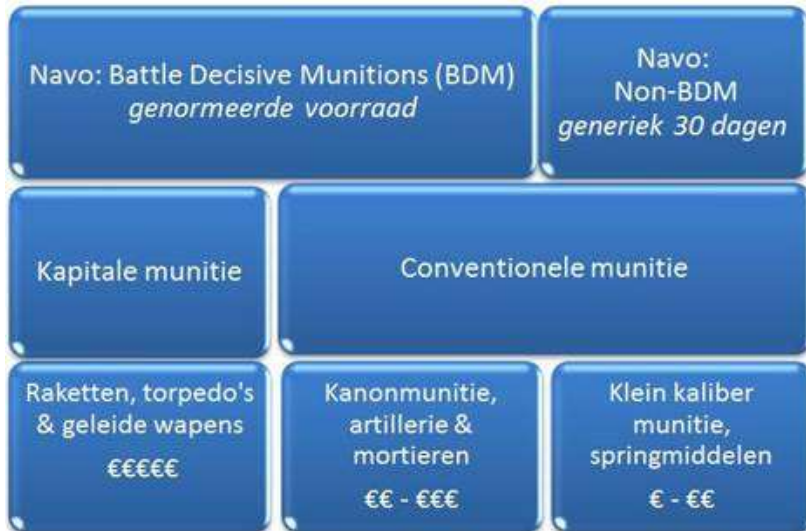 Navo: Battle Decisive Munitions (BDM)
genormeerde voorraad
Navo:
Non-BDM
generiek 30 dagen
Kapitale munitie
Conventionele munitie
Raketten, torpedo's
& geleide wapens
€€€€€
Kanonmunitie,
artillerie &
mortieren
€€ - €€€
Klein kaliber
munitie,
springmiddelen
€ - €€